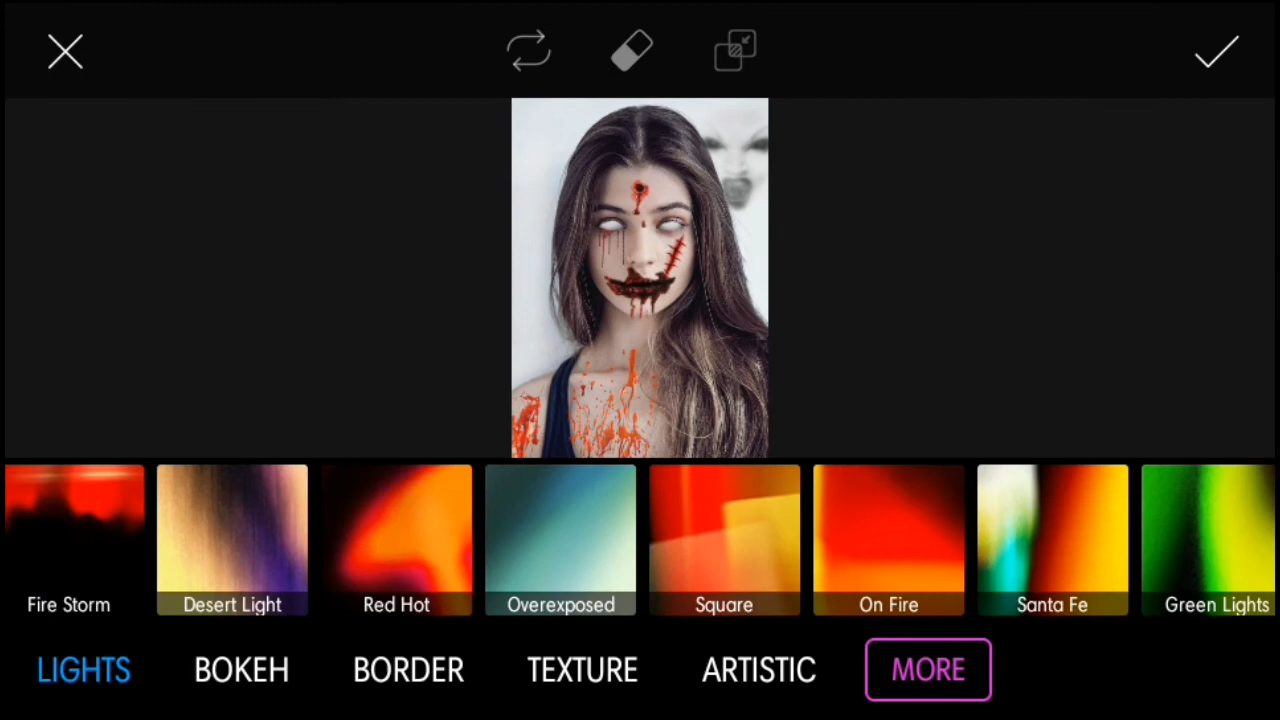 Fire Storm
Desert Light
Red Hot
Overexposed
Square
On Fire
Santa Fe
Green Lights
LIGHTS
BOKEH
BORDER
TEXTURE
ARTISTIC
MORE